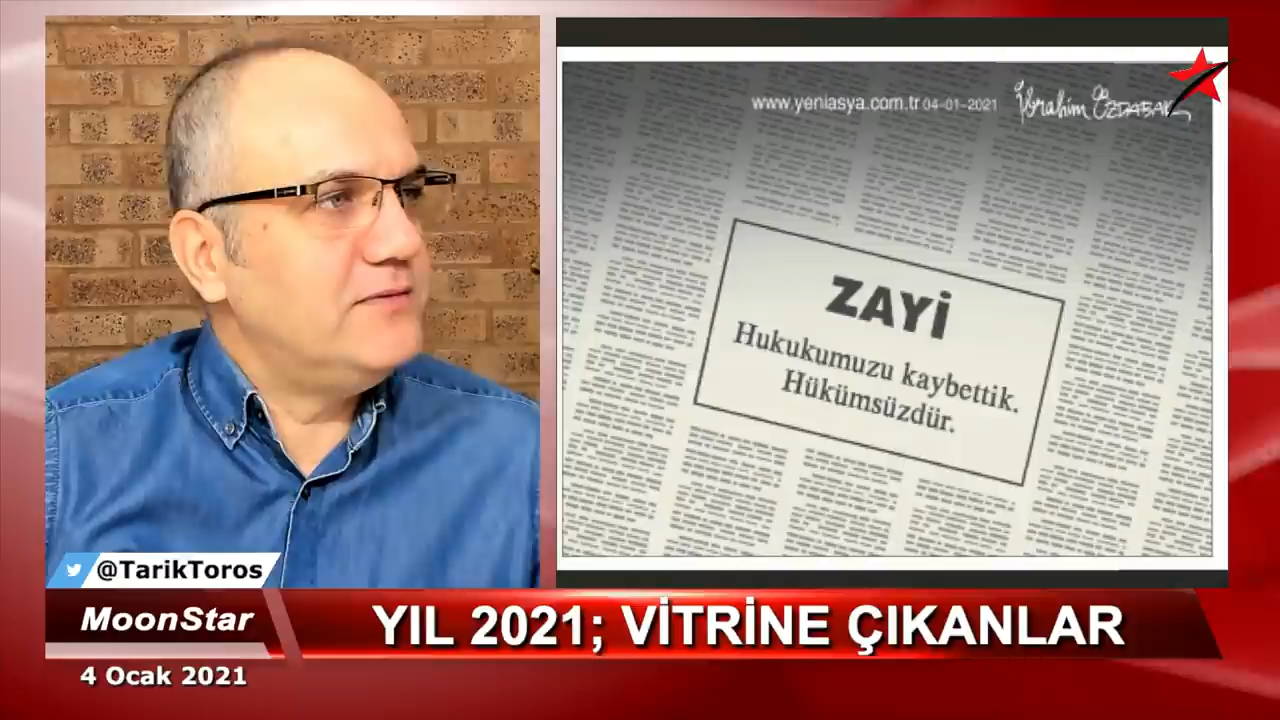 www.yeniasya.com.tr 04-01-2021 İbrahim ÖZDABAK
ZAYİ
Hukukumuzu kaybettik.
Hükümsüzdür.
@TarikToros
MoonStar
YIL 2021; VİTRİNE ÇIKANLAR
4 Ocak 2021